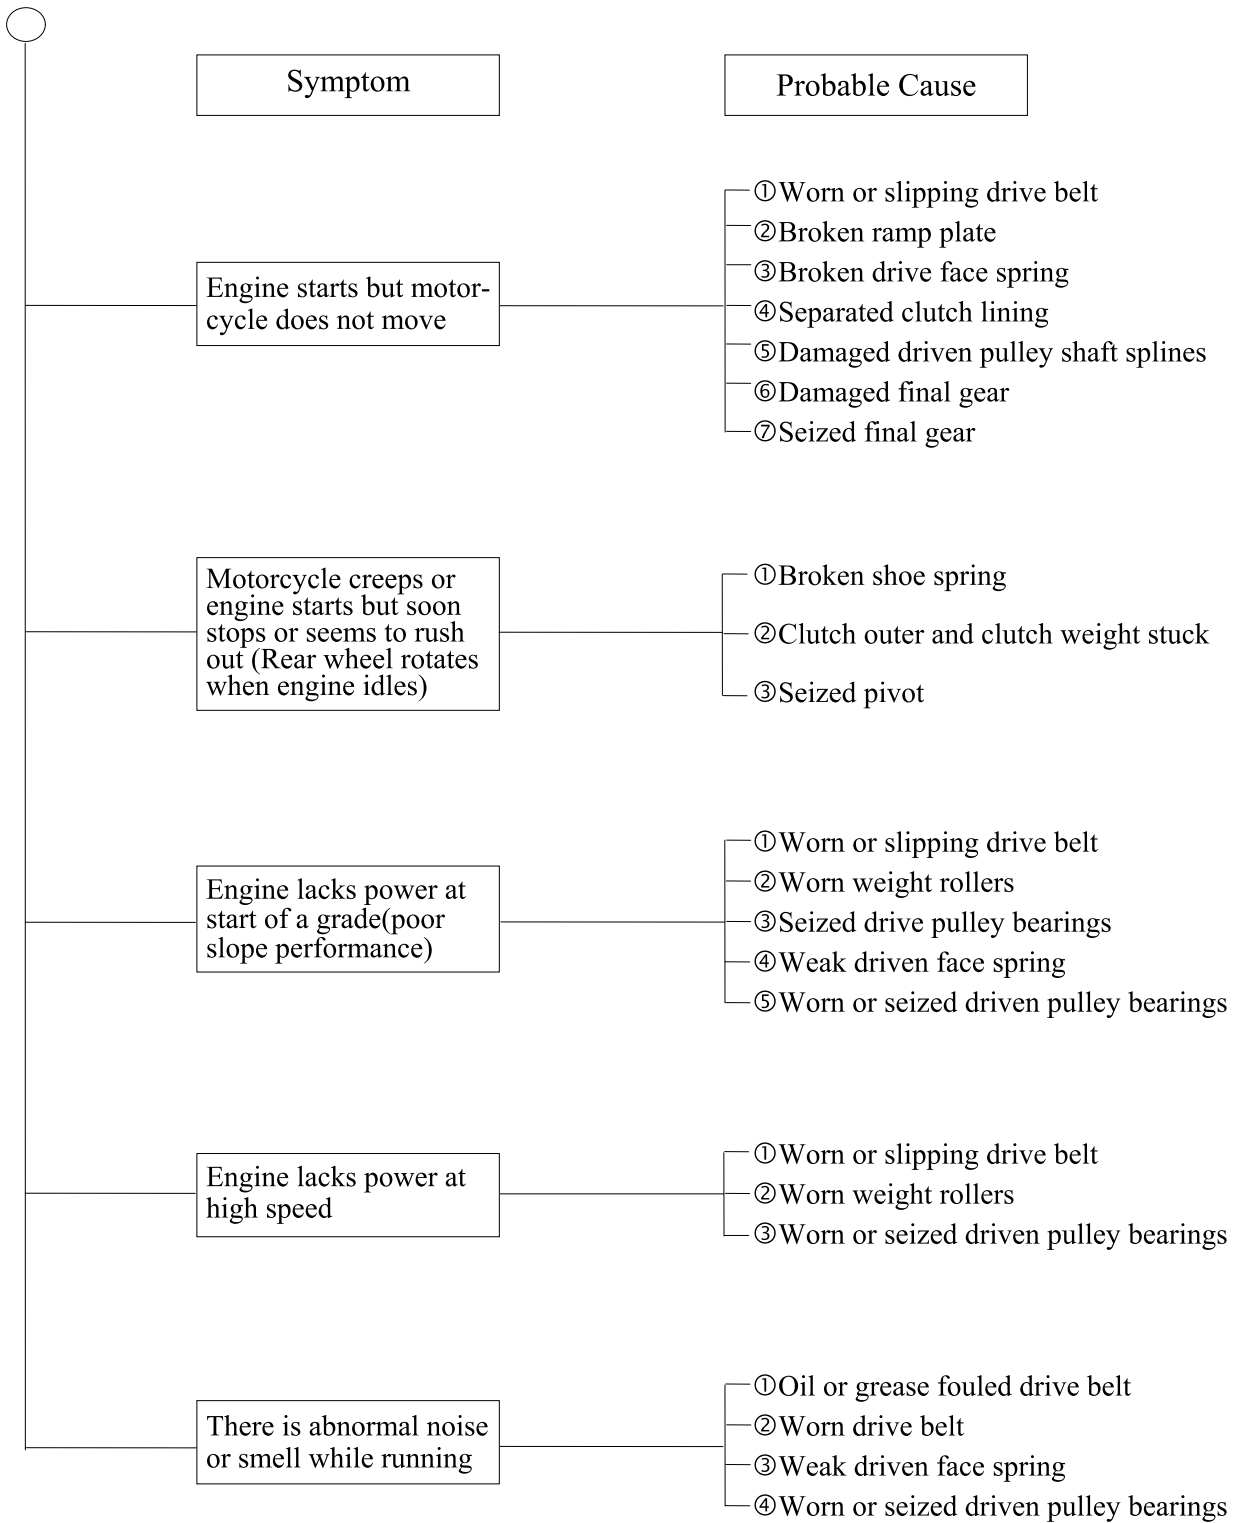 Symptom
Probable Cause
Engine starts but motor-
cycle does not move
①Worn or slipping drive belt
②Broken ramp plate
③Broken drive face spring
④Separated clutch lining
⑤Damaged driven pulley shaft splines
⑥Damaged final gear
⑦Seized final gear
Motorcycle creeps or
engine starts but soon
stops or seems to rush
out (Rear wheel rotates
when engine idles)
①Broken shoe spring
②Clutch outer and clutch weight stuck
③Seized pivot
Engine lacks power at
start of a grade(poor
slope performance)
①Worn or slipping drive belt
②Worn weight rollers
③Seized drive pulley bearings
④Weak driven face spring
⑤Worn or seized driven pulley bearings
Engine lacks power at
high speed
①Worn or slipping drive belt
②Worn weight rollers
③Worn or seized driven pulley bearings
There is abnormal noise
or smell while running
①Oil or grease fouled drive belt
②Worn drive belt
③Weak driven face spring
④Worn or seized driven pulley bearings